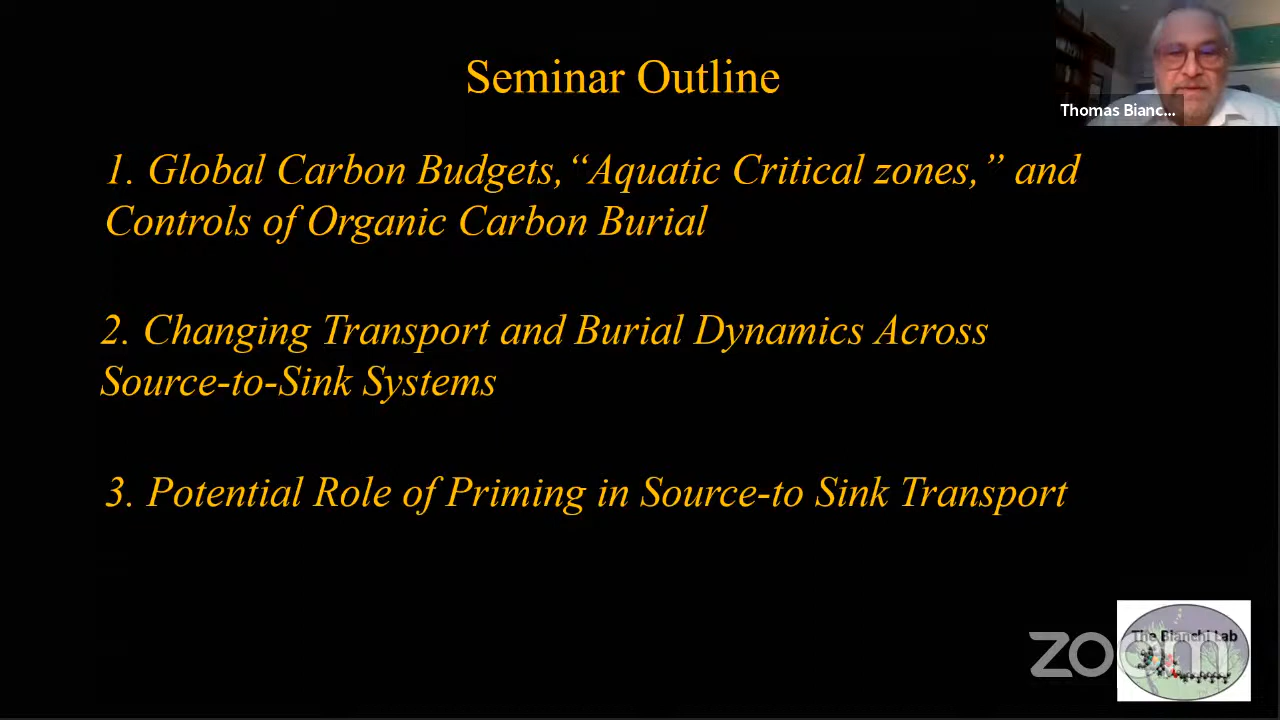 Seminar Outline
Thomas Bianc...
1. Global Carbon Budgets,“Aquatic Critical zones,” and
Controls of Organic Carbon Burial
2. Changing Transport and Burial Dynamics Across
Source-to-Sink Systems
3. Potential Role of Priming in Source-to Sink Transport
The Bianchi Lab
zoom